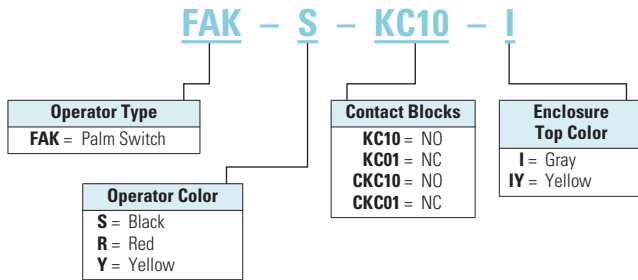 FAK – S – KC10 – I
Operator Type
FAK = Palm Switch
Operator Color
S = Black
R = Red
Y = Yellow
Contact Blocks
KC10 = NO
KC01 = NC
CKC10 = NO
CKC01 = NC
Enclosure
Top Color
I = Gray
IY = Yellow